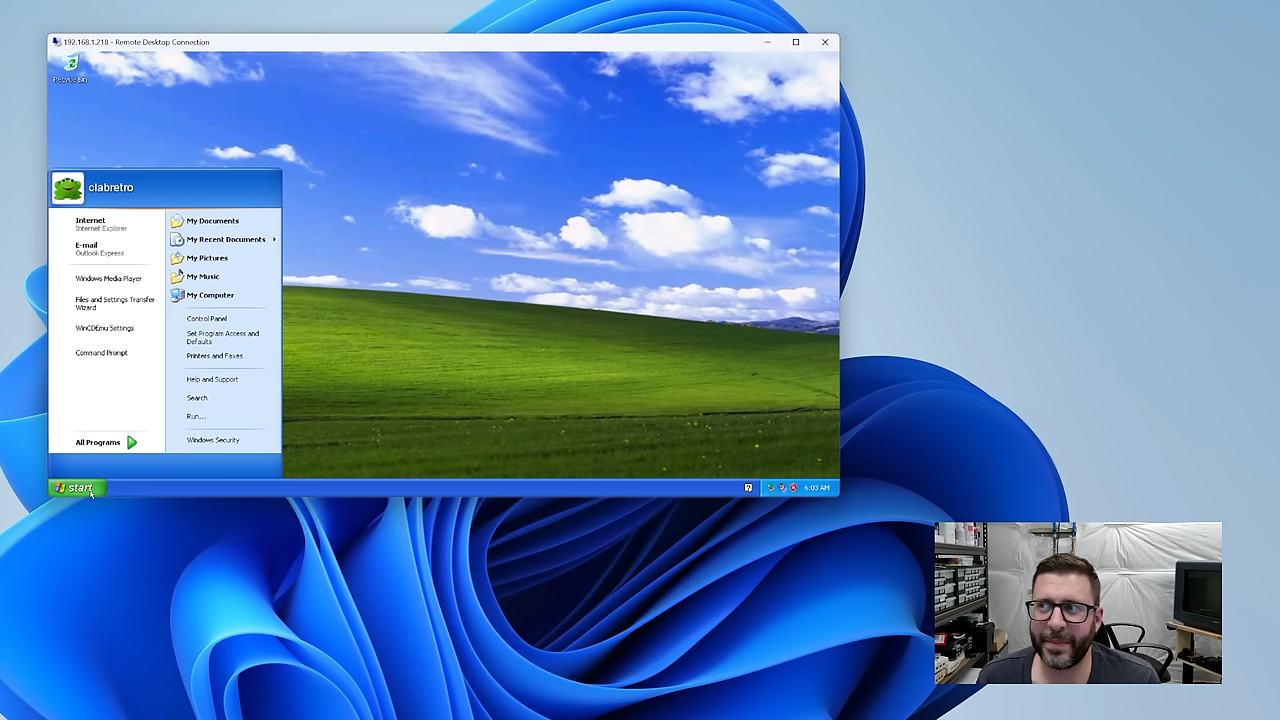 192.168.1.218 - Remote Desktop Connection
Recycle Bin
clabretro
Internet
Internet Explorer
E-mail
Outlook Express
Windows Media Player
Files and Settings Transfer
Wizard
WinCDEmu Settings
Command Prompt
All Programs
My Documents
My Recent Documents
My Pictures
My Music
My Computer
Control Panel
Set Program Access and
Defaults
Printers and Faxes
Help and Support
Search
Run...
Windows Security
start
6:03 AM